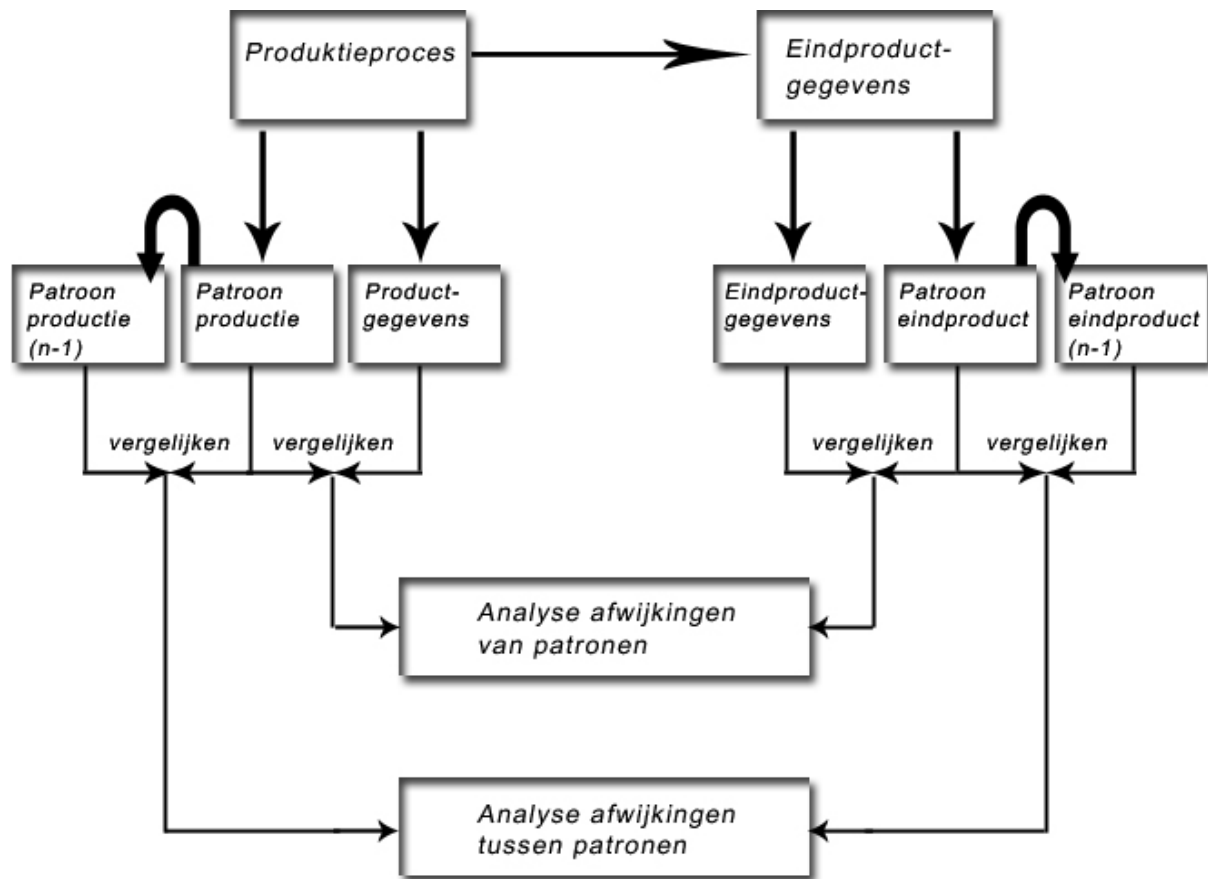 Produktieproces
Eindproduct-
gegevens
Patroon
productie
(n-1)
Patroon
productie
Product-
gegevens
Eindproduct-
gegevens
Patroon
eindproduct
Patroon
eindproduct
(n-1)
vergelijken
vergelijken
vergelijken
vergelijken
Analyse afwijkingen
van patronen
Analyse afwijkingen
tussen patronen